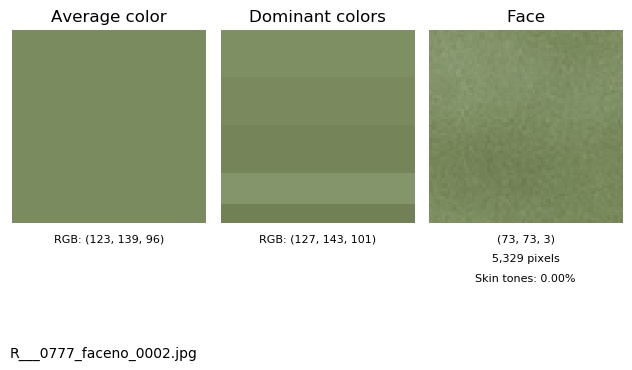 Average color
Dominant colors
Face
RGB: (123, 139, 96)
RGB: (127, 143, 101)
(73, 73, 3)
5,329 pixels
Skin tones: 0.00%
R___0777_faceno_0002.jpg